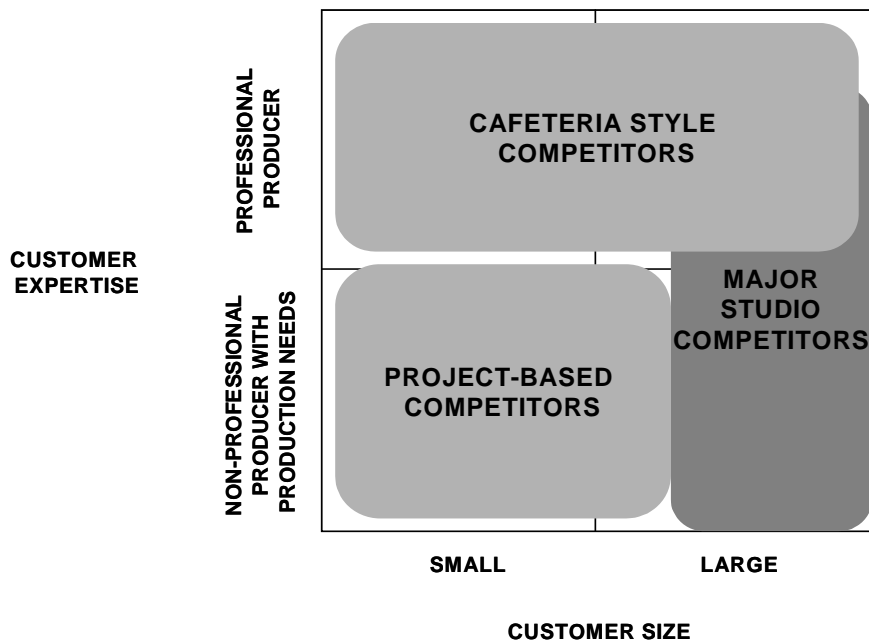 PROFESSIONAL
PRODUCER
CAFETERIA STYLE
COMPETITORS
CUSTOMER
EXPERTISE
NON-PROFESSIONAL
PRODUCER WITH
PRODUCTION NEEDS
MAJOR
STUDIO
COMPETITORS
PROJECT-BASED
COMPETITORS
SMALL
LARGE
CUSTOMER SIZE